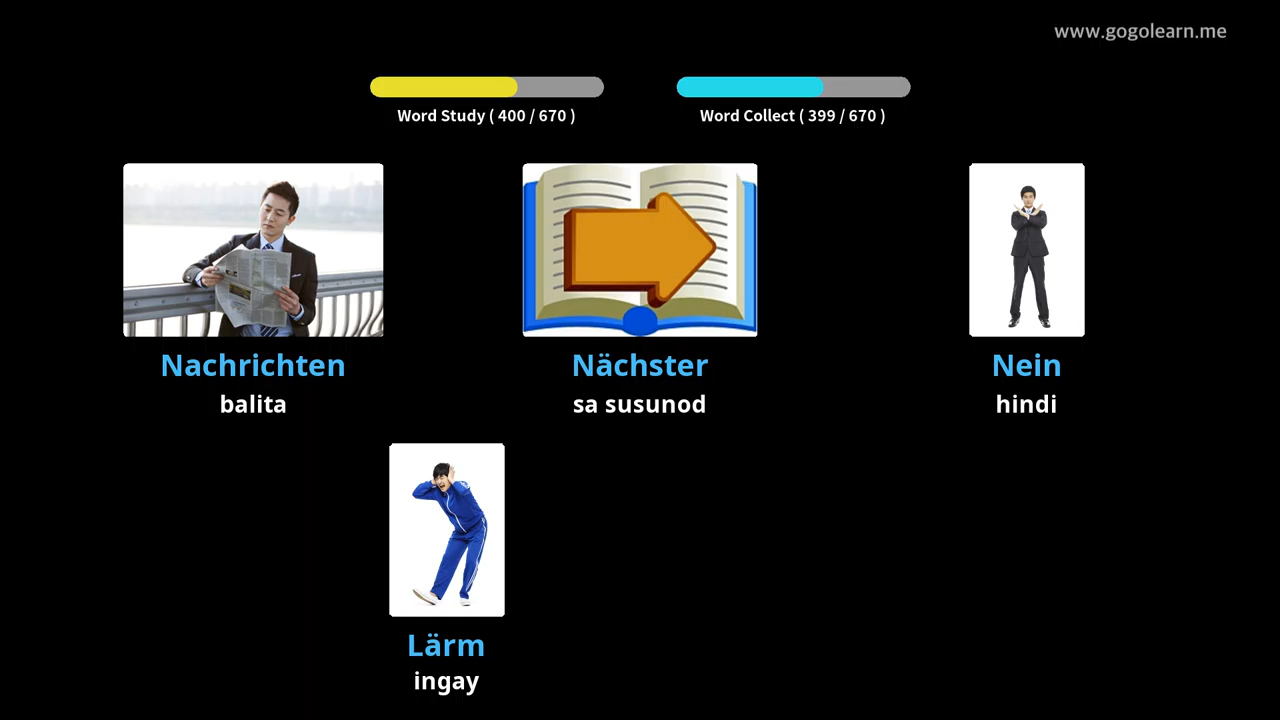 www.gogolearn.me
Word Study ( 400 / 670 )
Word Collect ( 399 / 670 )
Nachrichten
balita
Nächster
sa susunod
Nein
hindi
Lärm
ingay